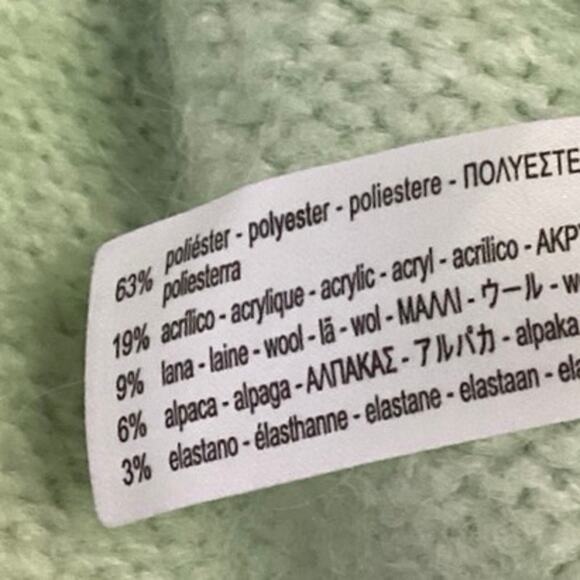 63% poliéster - polyester - poliestere - ΠΟΛΥΕΣΤΕ
poliesterra
19% acrílico - acrylique - acrylic - acryl - acrilico - ΑΚΡ
9% lana - laine - wool - lã - wol - ΜΑΛΛΙ - ウール - w
6% alpaca - alpaga - ΑΛΠΑΚΑΣ - アルパカ - alpaka
3% elastano - élasthanne - elastane - elastaan - ela